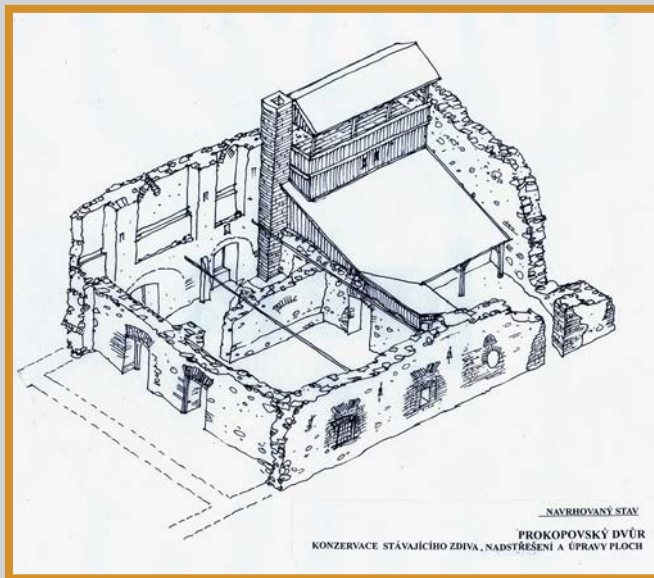 NAVRHOVANÝ STAV
PROKOPOVSKÝ DVŮR
KONZERVACE STÁVAJÍCÍHO ZDIVA , NADSTŘEŠENÍ A ÚPRAVY PLOCH